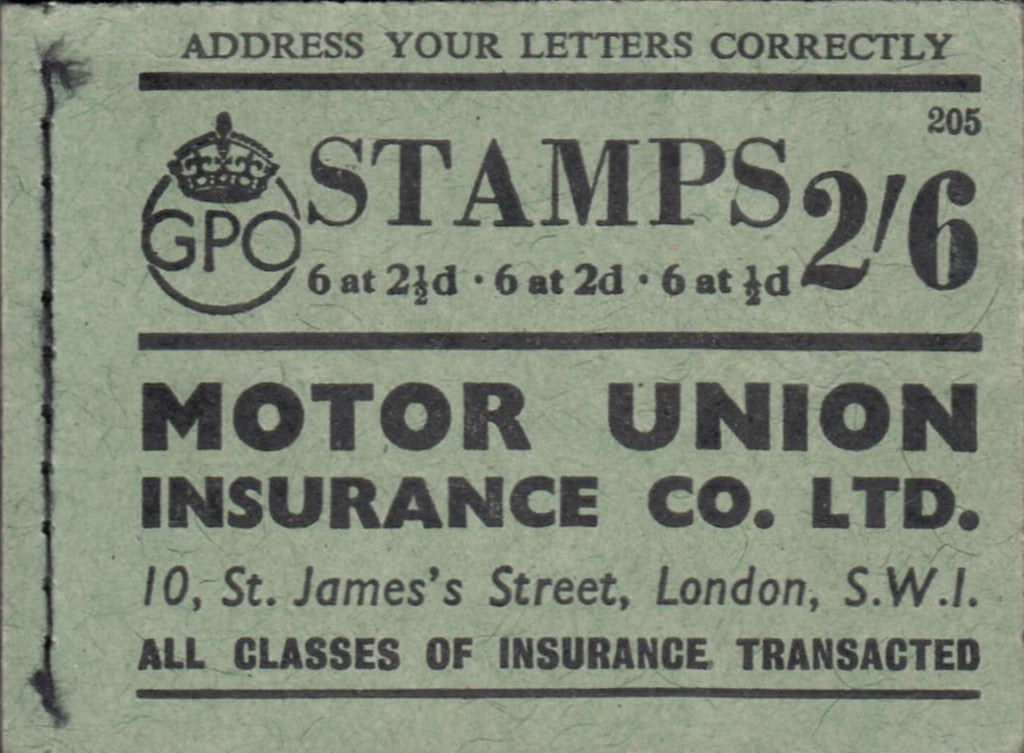 ADDRESS YOUR LETTERS CORRECTLY
205
GPO
STAMPS 2/6
6 at 2½d · 6 at 2d · 6 at ½d
MOTOR UNION
INSURANCE CO. LTD.
10, St. James's Street, London, S.W.1.
ALL CLASSES OF INSURANCE TRANSACTED